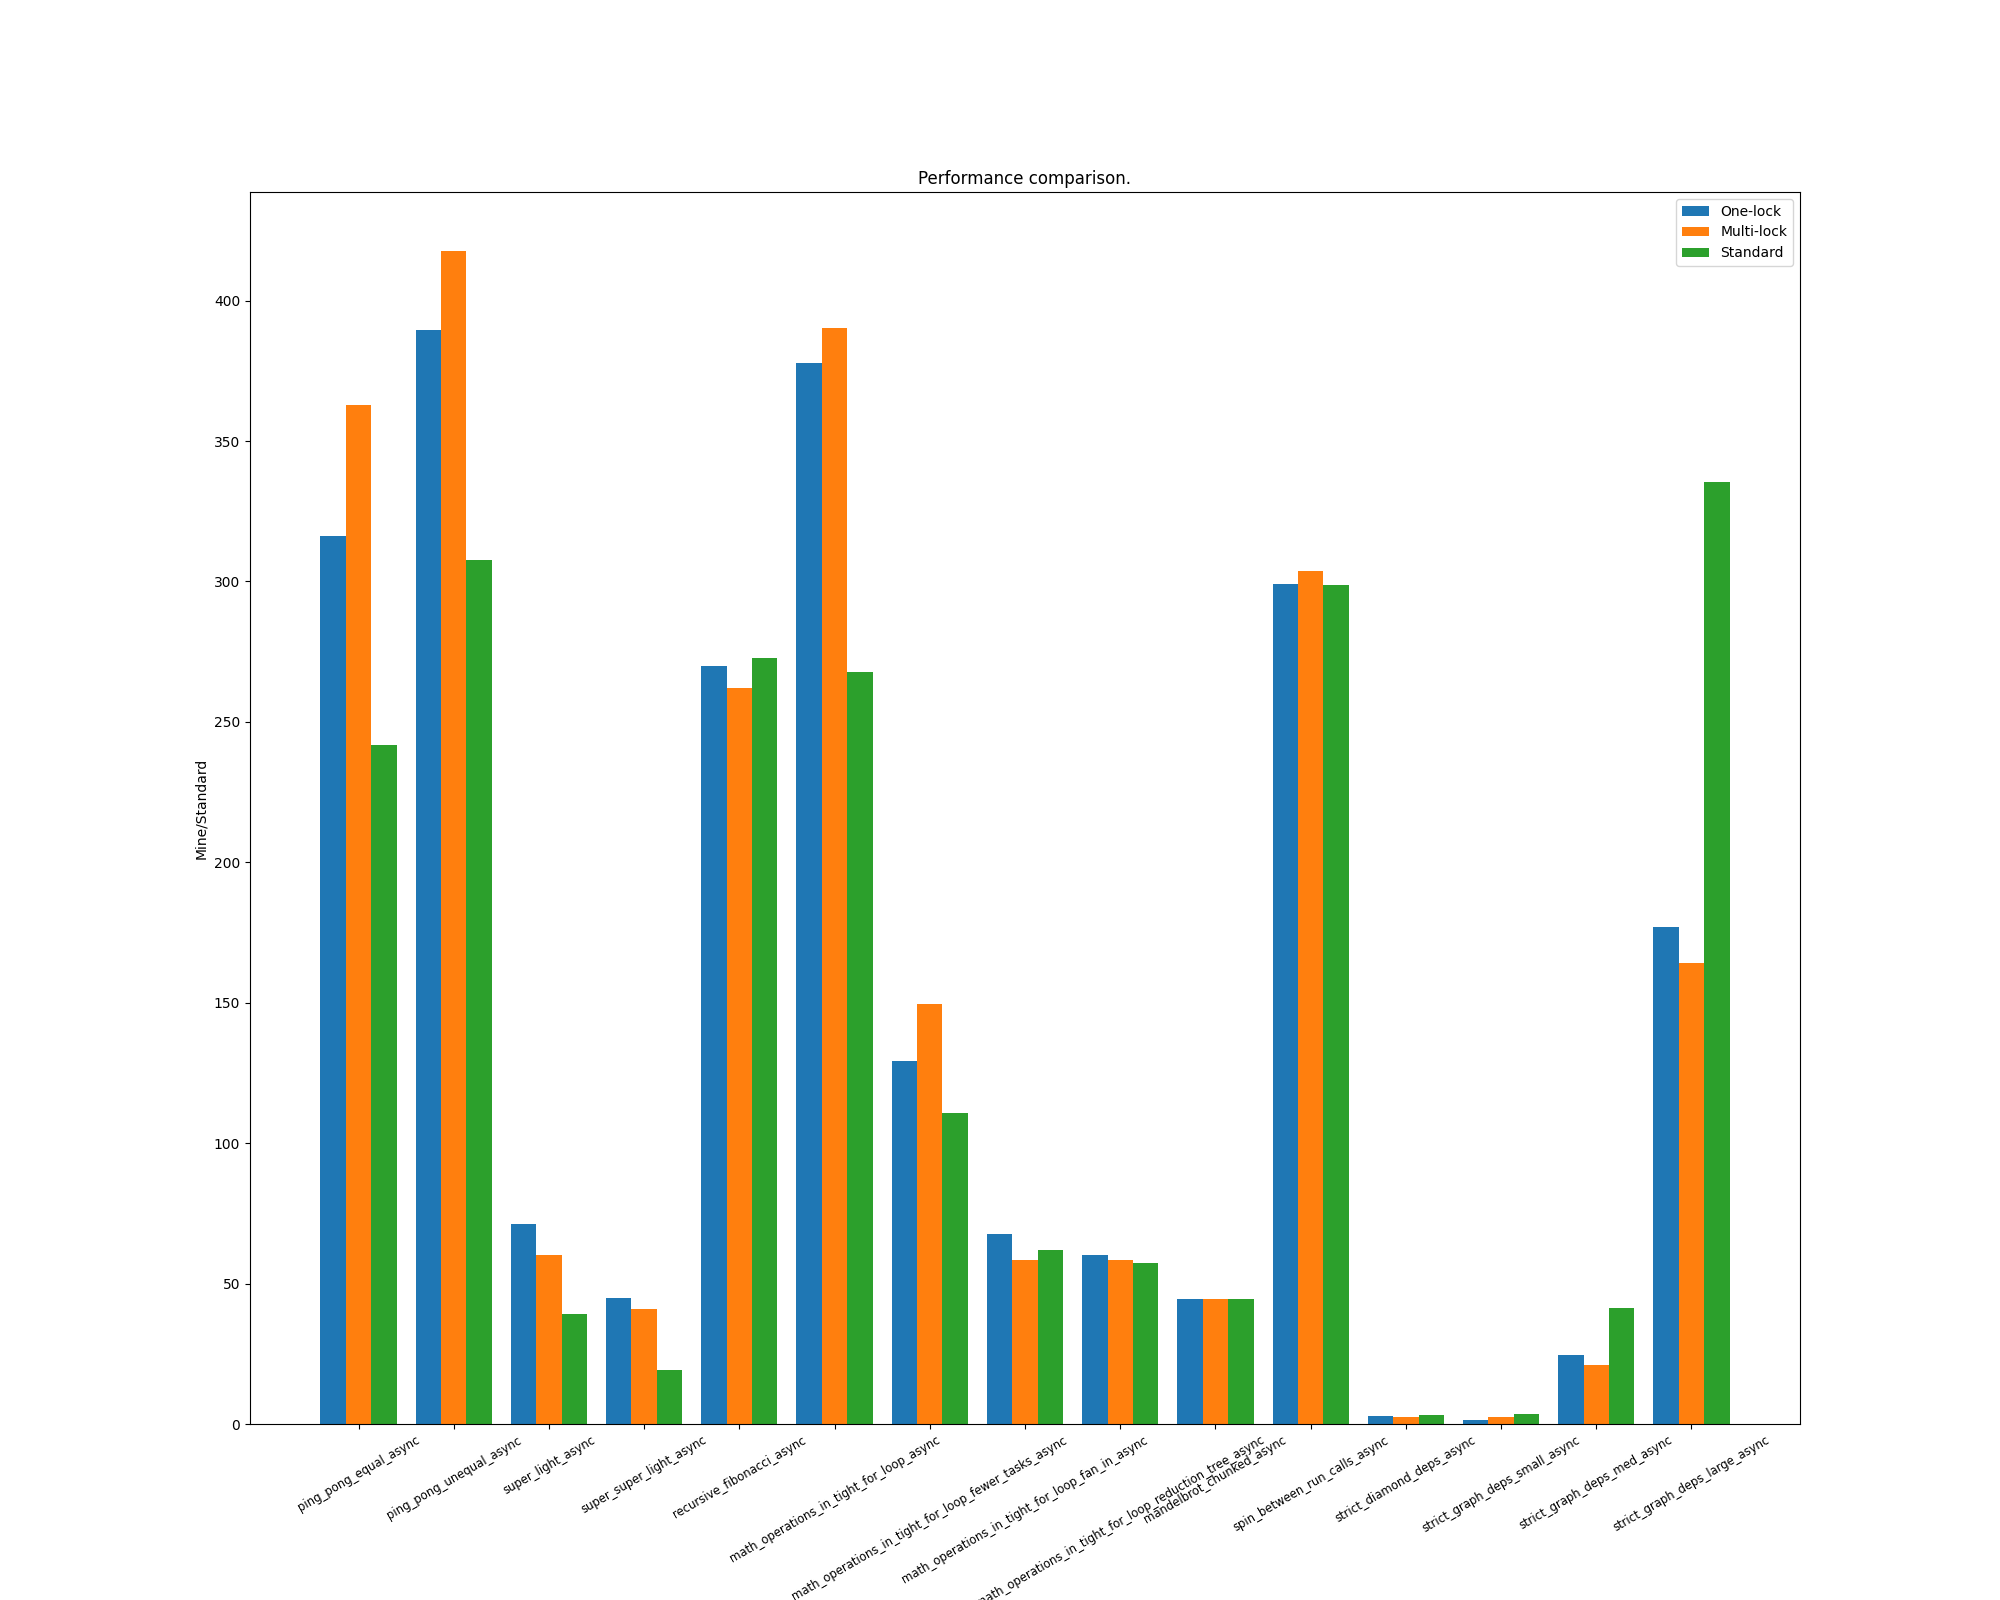 Performance comparison.
One-lock
Multi-lock
Standard
400
350
300
250
200
150
100
50
0
Mine/Standard
ping_pong_equal_async
ping_pong_unequal_async
super_light_async
super_super_light_async
recursive_fibonacci_async
math_operations_in_tight_for_loop_async
math_operations_in_tight_for_loop_fewer_tasks_async
math_operations_in_tight_for_loop_fan_in_async
math_operations_in_tight_for_loop_reduction_tree_async
mandelbrot_chunked_async
spin_between_run_calls_async
strict_diamond_deps_async
strict_graph_deps_small_async
strict_graph_deps_med_async
strict_graph_deps_large_async